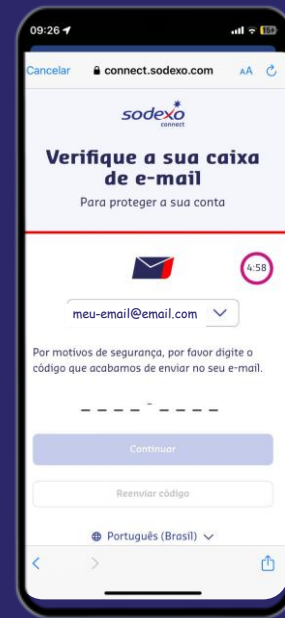 09:26
15+
Cancelar
connect.sodexo.com
AA
sodexo
connect
Verifique a sua caixa
de e-mail
Para proteger a sua conta
4:58
meu-email@email.com
Por motivos de segurança, por favor digite o
código que acabamos de enviar no seu e-mail.
_ _ _ _ - _ _ _ _
Continuar
Reenviar código
Português (Brasil)